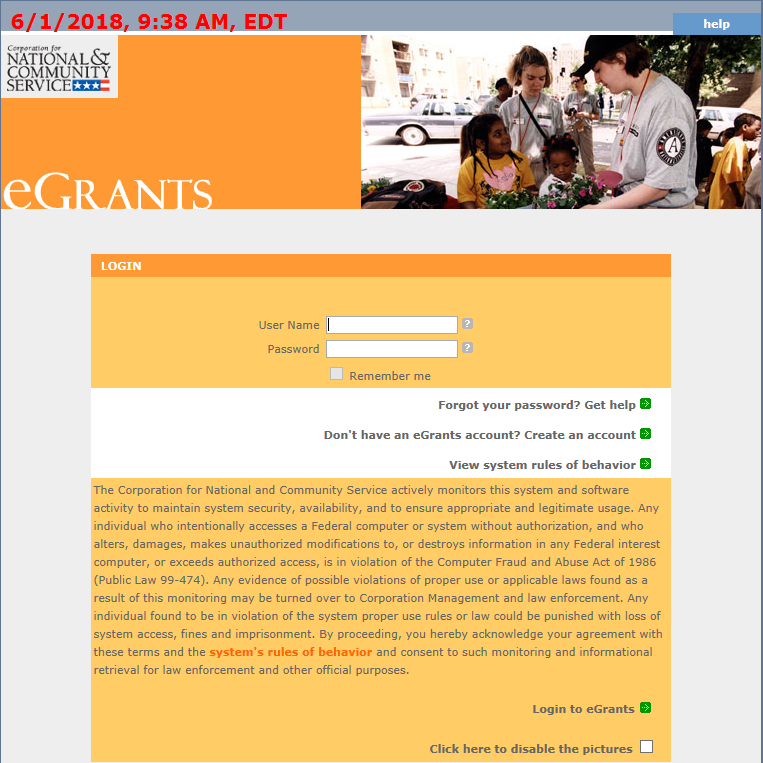 6/1/2018, 9:38 AM, EDT
help
Corporation for
NATIONAL&
COMMUNITY
SERVICE
A
eGRANTS
LOGIN
User Name ?
Password ?
Remember me
Forgot your password? Get help
Don't have an eGrants account? Create an account
View system rules of behavior
The Corporation for National and Community Service actively monitors this system and software
activity to maintain system security, availability, and to ensure appropriate and legitimate usage. Any
individual who intentionally accesses a Federal computer or system without authorization, and who
alters, damages, makes unauthorized modifications to, or destroys information in any Federal interest
computer, or exceeds authorized access, is in violation of the Computer Fraud and Abuse Act of 1986
(Public Law 99-474). Any evidence of possible violations of proper use or applicable laws found as a
result of this monitoring may be turned over to Corporation Management and law enforcement. Any
individual found to be in violation of the system proper use rules or law could be punished with loss of
system access, fines and imprisonment. By proceeding, you hereby acknowledge your agreement with
these terms and the system's rules of behavior and consent to such monitoring and informational
retrieval for law enforcement and other official purposes.
Login to eGrants
Click here to disable the pictures